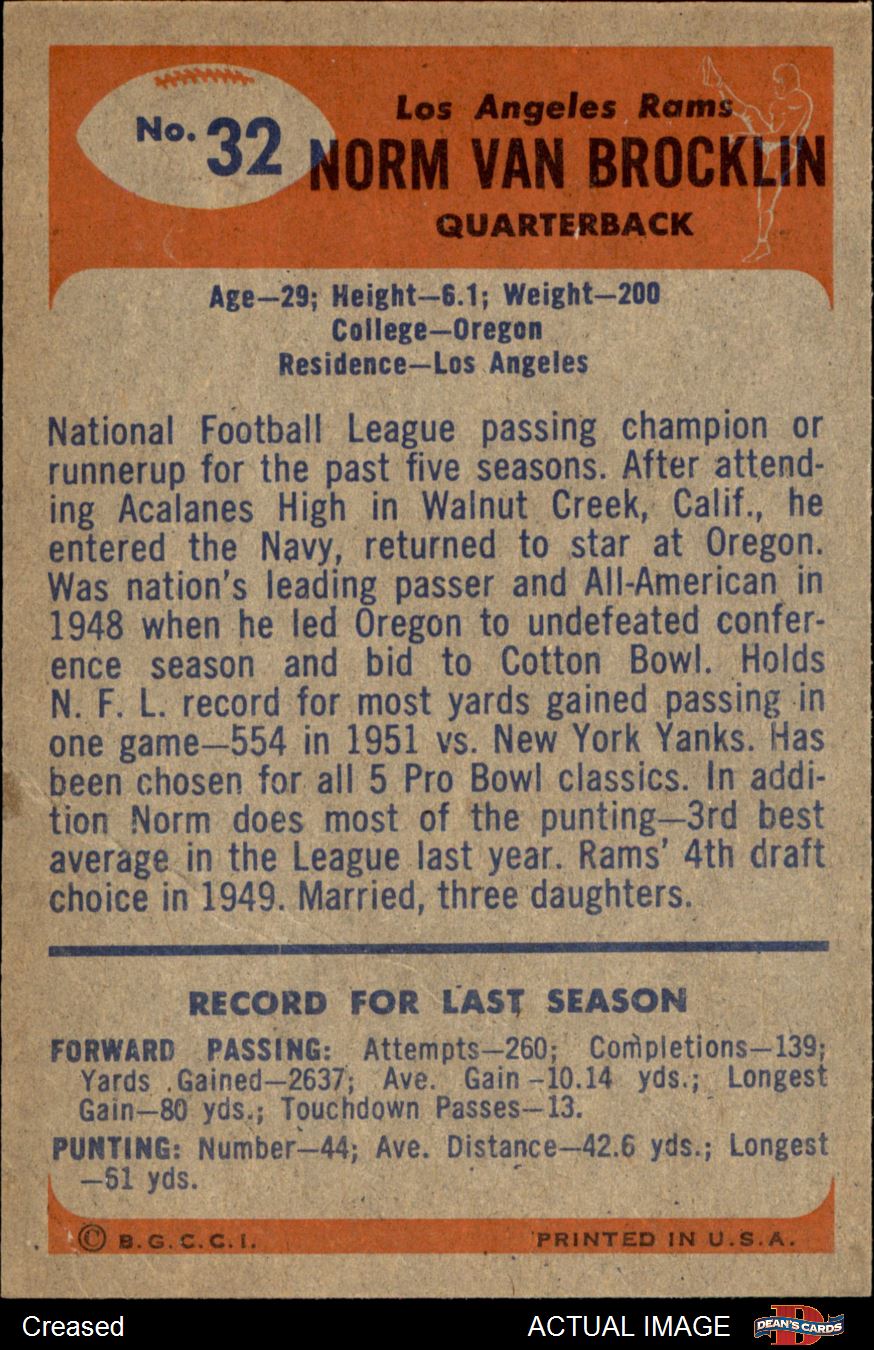 No. 32
Los Angeles Rams
NORM VAN BROCKLIN
QUARTERBACK
Age—29; Height—6.1; Weight—200
College—Oregon
Residence—Los Angeles
National Football League passing champion or
runnerup for the past five seasons. After attend-
ing Acalanes High in Walnut Creek, Calif., he
entered the Navy, returned to star at Oregon.
Was nation's leading passer and All-American in
1948 when he led Oregon to undefeated confer-
ence season and bid to Cotton Bowl. Holds
N. F. L. record for most yards gained passing in
one game—554 in 1951 vs. New York Yanks. Has
been chosen for all 5 Pro Bowl classics. In addi-
tion Norm does most of the punting—3rd best
average in the League last year. Rams' 4th draft
choice in 1949. Married, three daughters.
RECORD FOR LAST SEASON
FORWARD PASSING: Attempts—260; Completions—139;
Yards Gained—2637; Ave. Gain—10.14 yds.; Longest
Gain—80 yds.; Touchdown Passes—13.
PUNTING: Number—44; Ave. Distance—42.6 yds.; Longest
—61 yds.
© B.G.C.C.I. PRINTED IN U.S.A.
Creased ACTUAL IMAGE DEAN'S CARDS